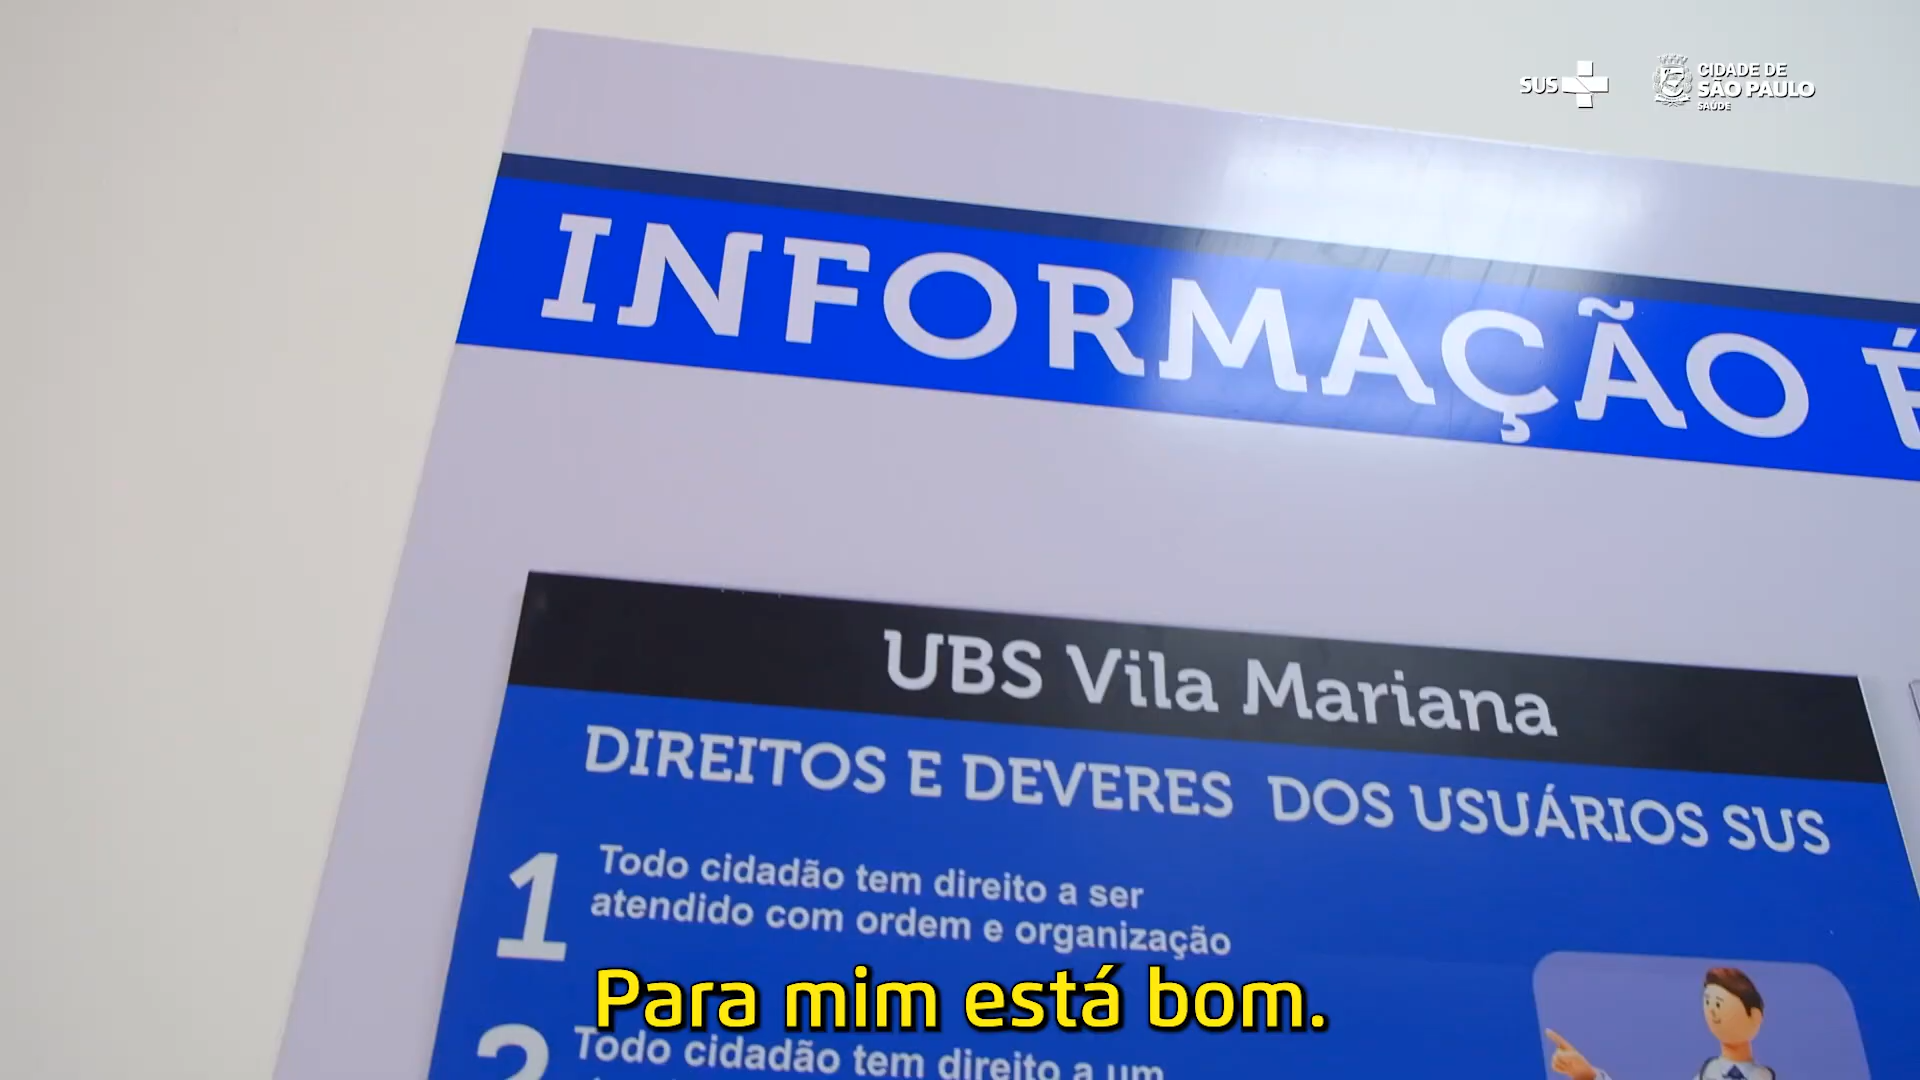 SUS
CIDADE DE
SÃO PAULO
SAÚDE
INFORMAÇÃO É
UBS Vila Mariana
DIREITOS E DEVERES DOS USUÁRIOS SUS
1
Todo cidadão tem direito a ser
atendido com ordem e organização
Para mim está bom.
2
Todo cidadão tem direito a um